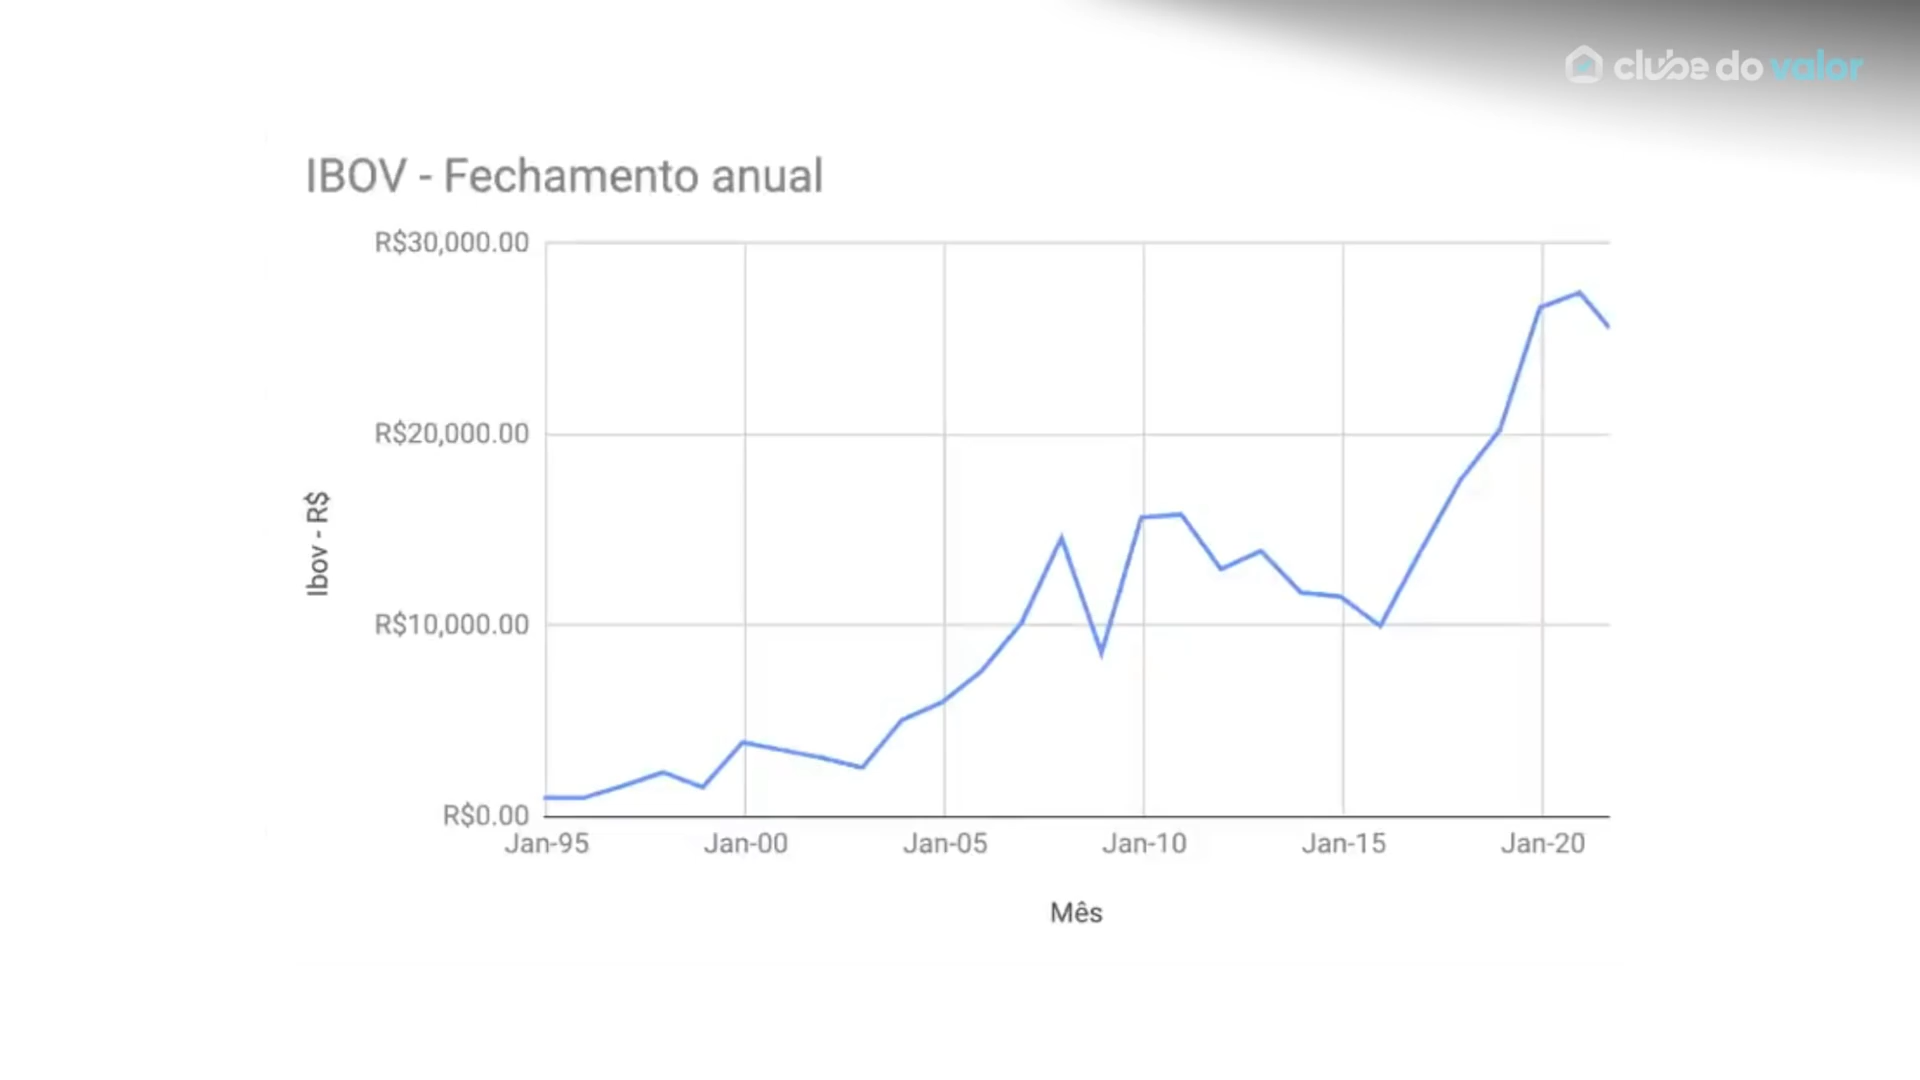 clube do valor
IBOV - Fechamento anual
R$30,000.00
R$20,000.00
R$10,000.00
R$0.00
Ibov - R$
Jan-95 Jan-00 Jan-05 Jan-10 Jan-15 Jan-20
Mês